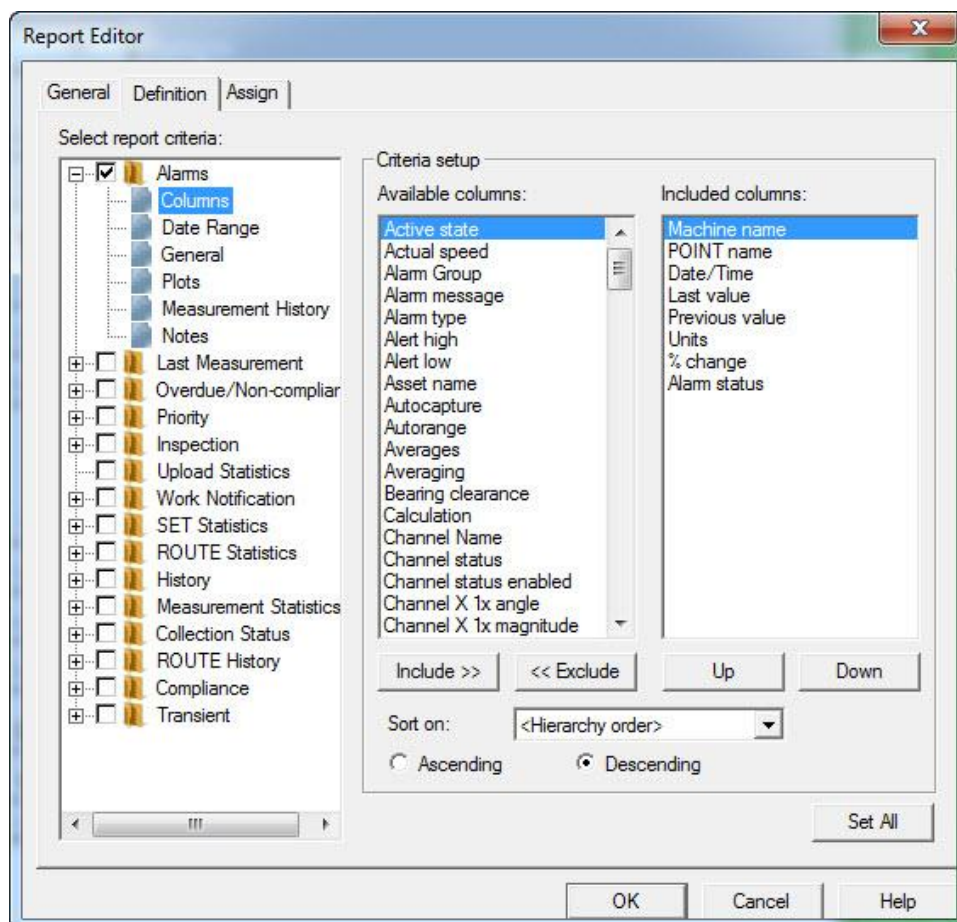 Report Editor
General Definition Assign
Select report criteria:
Alarms
Columns
Date Range
General
Plots
Measurement History
Notes
Last Measurement
Overdue/Non-compliar
Priority
Inspection
Upload Statistics
Work Notification
SET Statistics
ROUTE Statistics
History
Measurement Statistics
Collection Status
ROUTE History
Compliance
Transient
Criteria setup
Available columns:
Active state
Actual speed
Alarm Group
Alarm message
Alarm type
Alert high
Alert low
Asset name
Autocapture
Autorange
Averages
Averaging
Bearing clearance
Calculation
Channel Name
Channel status
Channel status enabled
Channel X 1x angle
Channel X 1x magnitude
Included columns:
Machine name
POINT name
Date/Time
Last value
Previous value
Units
% change
Alarm status
Include >> << Exclude Up Down
Sort on: <Hierarchy order>
Ascending Descending
Set All
OK Cancel Help